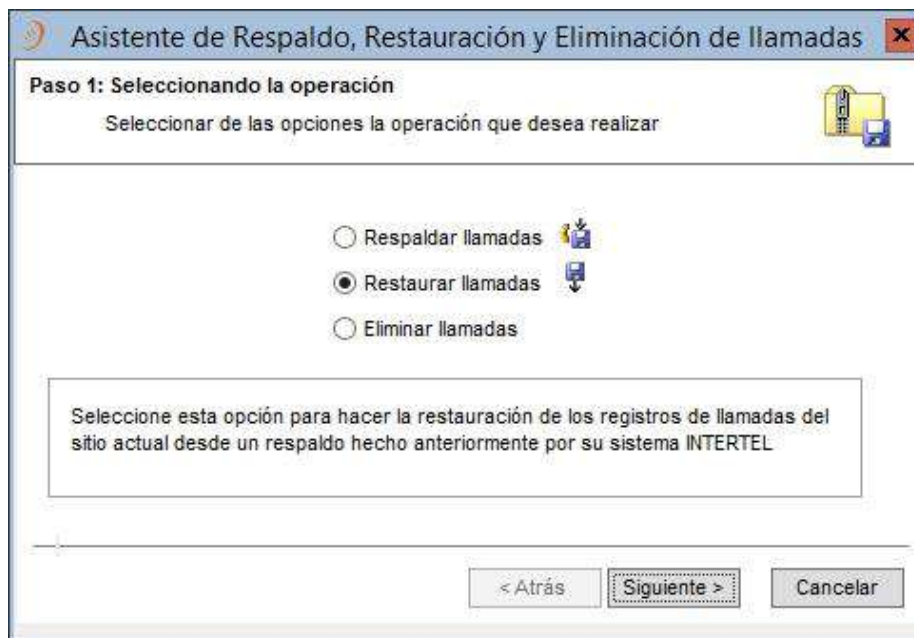 Asistente de Respaldo, Restauración y Eliminación de llamadas
Paso 1: Seleccionando la operación
Seleccionar de las opciones la operación que desea realizar
Respaldar llamadas
Restaurar llamadas
Eliminar llamadas
Seleccione esta opción para hacer la restauración de los registros de llamadas del
sitio actual desde un respaldo hecho anteriormente por su sistema INTERTEL
< Atrás
Siguiente >
Cancelar